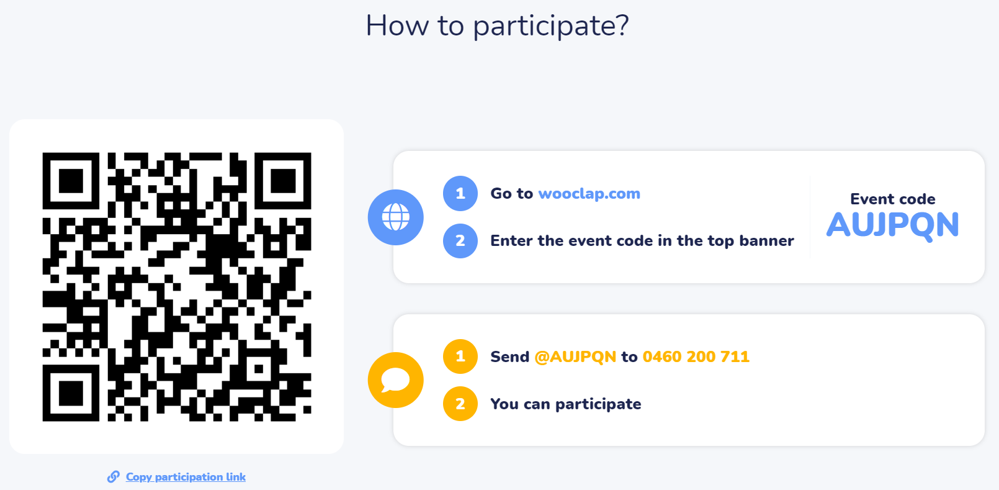 How to participate?
1 Go to wooclap.com
2 Enter the event code in the top banner
Event code
AUJPQN
1 Send @AUJPQN to 0460 200 711
2 You can participate
Copy participation link